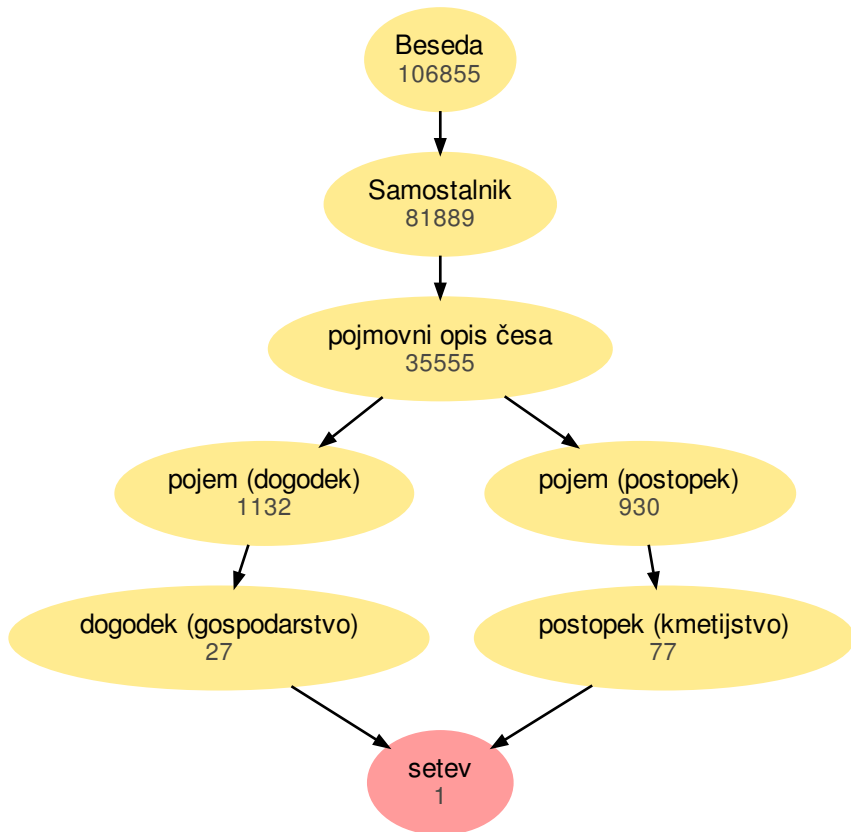 Beseda
106855
Samostalnik
81889
pojmovni opis česa
35555
pojem (dogodek)
1132
pojem (postopek)
930
dogodek (gospodarstvo)
27
postopek (kmetijstvo)
77
setev
1